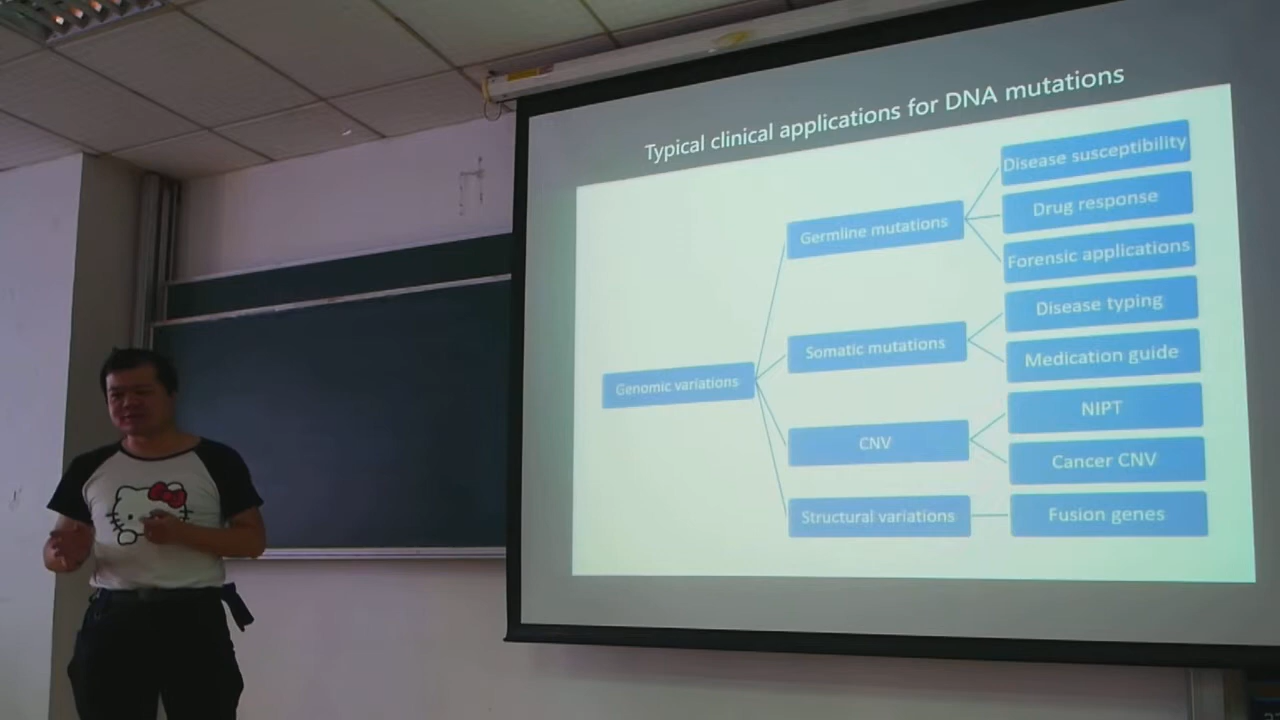 Typical clinical applications for DNA mutations
Genomic variations
Germline mutations
Disease susceptibility
Drug response
Forensic applications
Somatic mutations
Disease typing
Medication guide
CNV
NIPT
Cancer CNV
Structural variations
Fusion genes